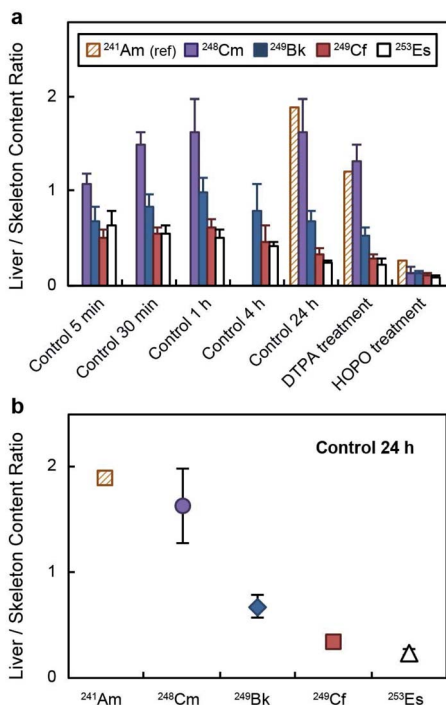 a
²⁴¹Am (ref) ²⁴⁸Cm ²⁴⁹Bk ²⁴⁹Cf ²⁵³Es
Liver / Skeleton Content Ratio
2
1
0
Control 5 min
Control 30 min
Control 1 h
Control 4 h
Control 24 h
DTPA treatment
HOPO treatment
b
Control 24 h
Liver / Skeleton Content Ratio
2
1
0
²⁴¹Am ²⁴⁸Cm ²⁴⁹Bk ²⁴⁹Cf ²⁵³Es